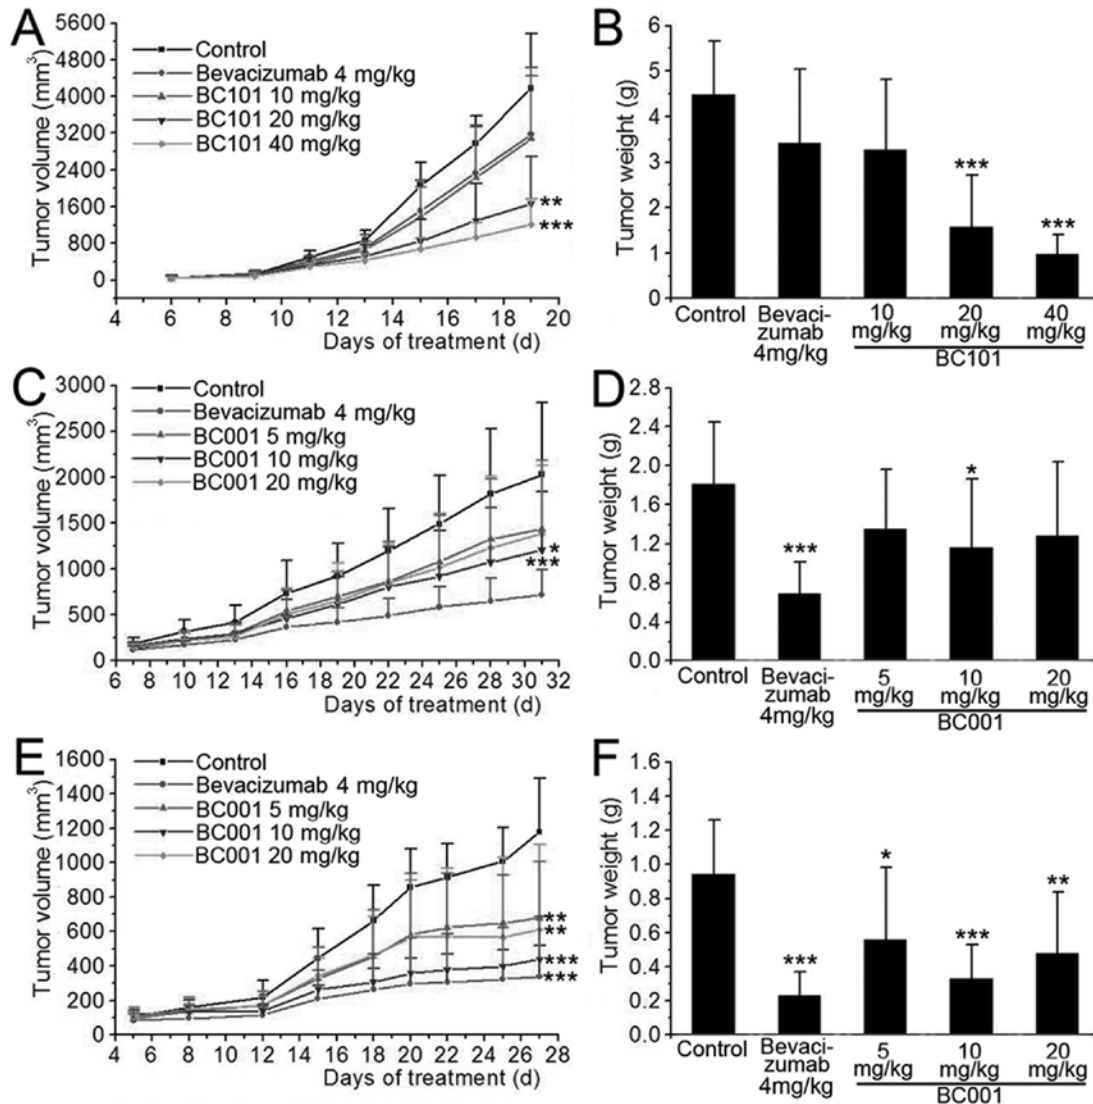 A
Tumor volume (mm³)
5600
4800
4000
3200
2400
1600
800
0
Control
Bevacizumab 4 mg/kg
BC101 10 mg/kg
BC101 20 mg/kg
BC101 40 mg/kg
**
***
4 6 8 10 12 14 16 18 20
Days of treatment (d)
B
Tumor weight (g)
6
5
4
3
2
1
0
***
***
Control
Bevaci-
zumab
4mg/kg
10
mg/kg
20
mg/kg
40
mg/kg
BC101
C
Tumor volume (mm³)
3000
2500
2000
1500
1000
500
0
Control
Bevacizumab 4 mg/kg
BC001 5 mg/kg
BC001 10 mg/kg
BC001 20 mg/kg
*
***
6 8 10 12 14 16 18 20 22 24 26 28 30 32
Days of treatment (d)
D
Tumor weight (g)
2.8
2.4
2.0
1.6
1.2
0.8
0.4
0.0
***
*
Control
Bevaci-
zumab
4mg/kg
5
mg/kg
10
mg/kg
20
mg/kg
BC001
E
Tumor volume (mm³)
1600
1400
1200
1000
800
600
400
200
0
Control
Bevacizumab 4 mg/kg
BC001 5 mg/kg
BC001 10 mg/kg
BC001 20 mg/kg
**
**
***
***
4 6 8 10 12 14 16 18 20 22 24 26 28
Days of treatment (d)
F
Tumor weight (g)
1.6
1.4
1.2
1.0
0.8
0.6
0.4
0.2
0.0
***
*
***
**
Control
Bevaci-
zumab
4mg/kg
5
mg/kg
10
mg/kg
20
mg/kg
BC001